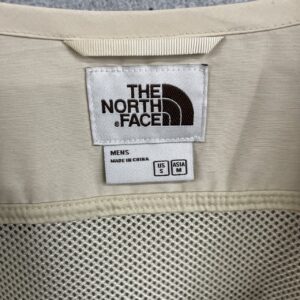 THE
NORTH
®FACE
MENS
MADE IN CHINA
US
S
ASIA
M